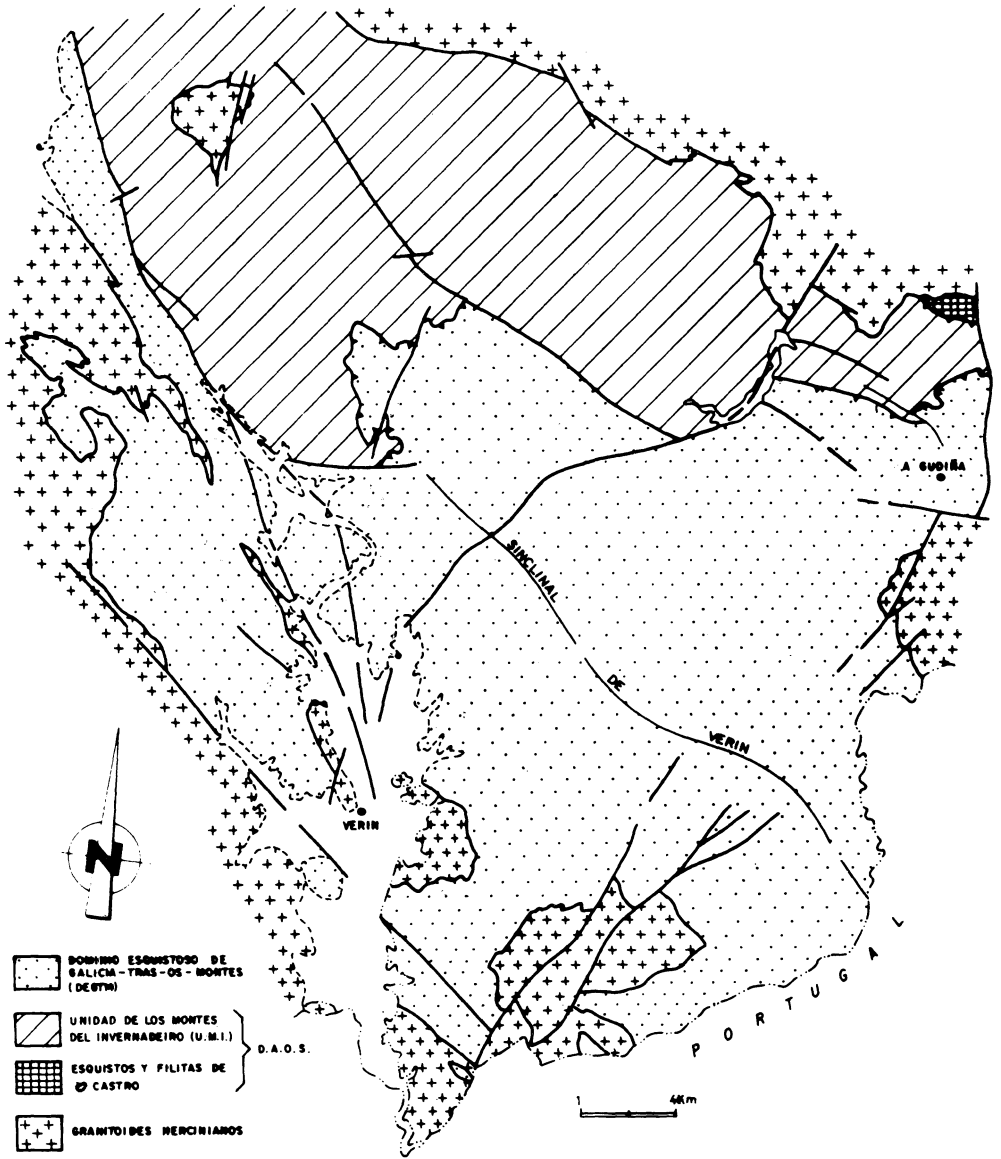 A GUDIÑA
SINCLINAL
DE
VERIN
VERIN
N
PORTUGAL
DOMINIO ESQUISTOSO DE
GALICIA-TRAS-OS-MONTES
(DEGTM)
UNIDAD DE LOS MONTES
DEL INVERNADEIRO (U.M.I.)
D.A.O.S.
ESQUISTOS Y FILITAS DE
O CASTRO
GRANITOIDES HERCINIANOS
1 4Km